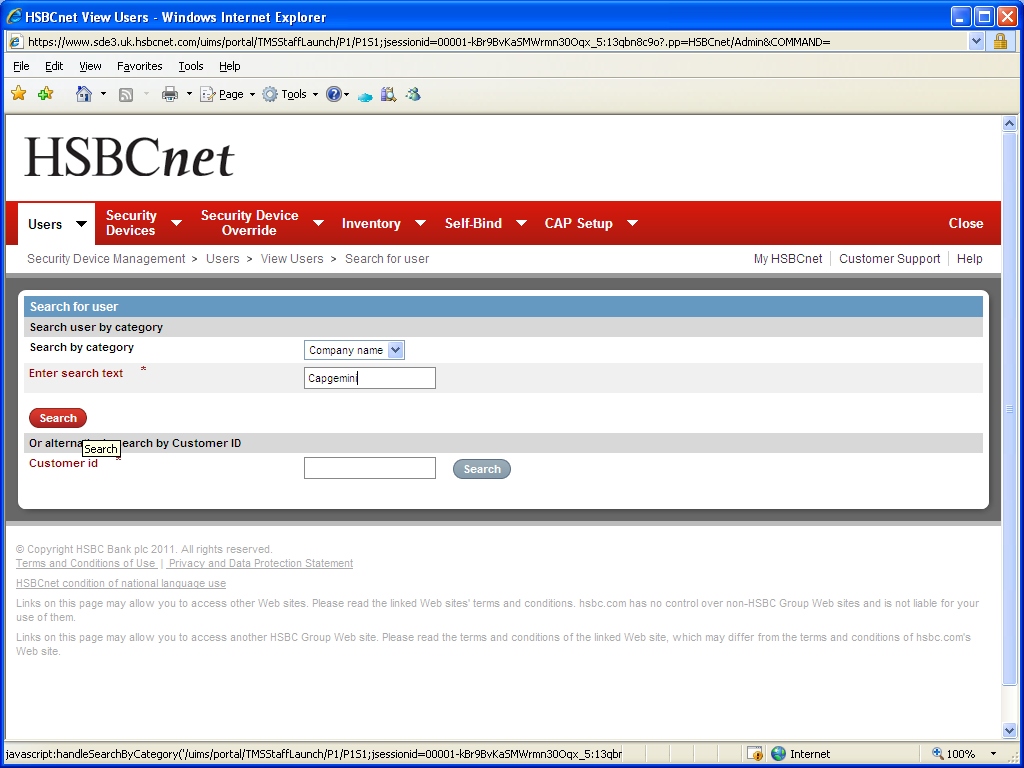 HSBCnet View Users - Windows Internet Explorer
https://www.sde3.uk.hsbcnet.com/uims/portal/TMSStaffLaunch/P1/P1S1;jsessionid=00001-kBr9BvKaSMWrmn30Oqx_5:13qbn8c9o?.pp=HSBCnet/Admin&COMMAND=
File Edit View Favorites Tools Help
Page Tools
HSBCnet
Users Security Devices Security Device Override Inventory Self-Bind CAP Setup Close
Security Device Management > Users > View Users > Search for user My HSBCnet Customer Support Help
Search for user
Search user by category
Search by category Company name
Enter search text * Capgemini
Search
Or search by Customer ID
Search
Customer id * Search
© Copyright HSBC Bank plc 2011. All rights reserved.
Terms and Conditions of Use | Privacy and Data Protection Statement
HSBCnet condition of national language use
Links on this page may allow you to access other Web sites. Please read the linked Web sites' terms and conditions. hsbc.com has no control over non-HSBC Group Web sites and is not liable for your
use of them.
Links on this page may allow you to access another HSBC Group Web site. Please read the terms and conditions of the linked Web site, which may differ from the terms and conditions of hsbc.com's
Web site.
javascript:handleSearchByCategory('/uims/portal/TMSStaffLaunch/P1/P1S1;jsessionid=00001-kBr9BvKaSMWrmn30Oqx_5:13qbr Internet 100%